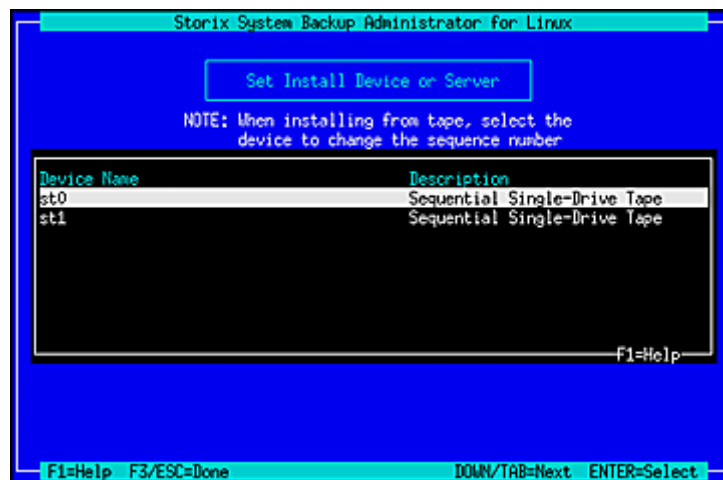 Storix System Backup Administrator for Linux
Set Install Device or Server
NOTE: When installing from tape, select the
device to change the sequence number
Device Name Description
st0 Sequential Single-Drive Tape
st1 Sequential Single-Drive Tape
F1=Help
F1=Help F3/ESC=Done DOWN/TAB=Next ENTER=Select